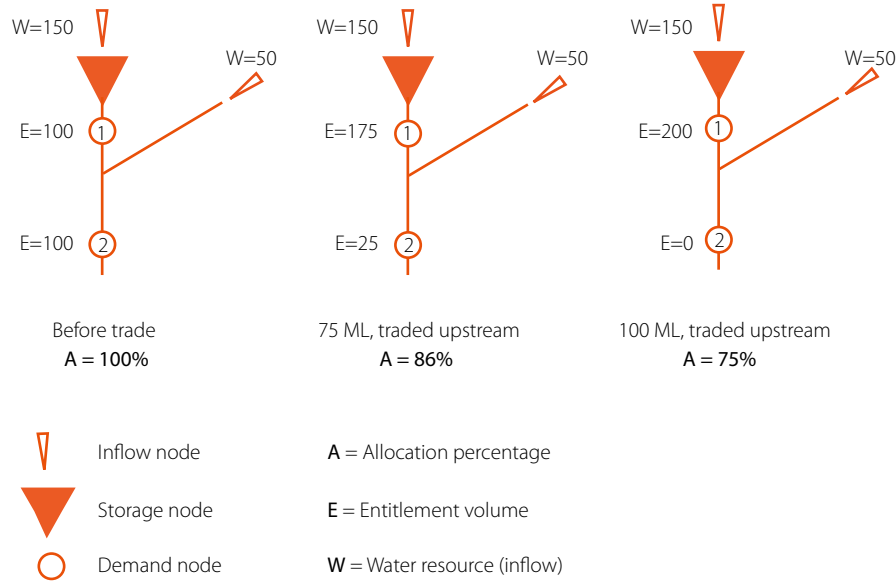 W=150
W=50
E=100
1
E=100
2
Before trade
A = 100%
W=150
W=50
E=175
1
E=25
2
75 ML, traded upstream
A = 86%
W=150
W=50
E=200
1
E=0
2
100 ML, traded upstream
A = 75%
Inflow node
Storage node
Demand node
A = Allocation percentage
E = Entitlement volume
W = Water resource (inflow)